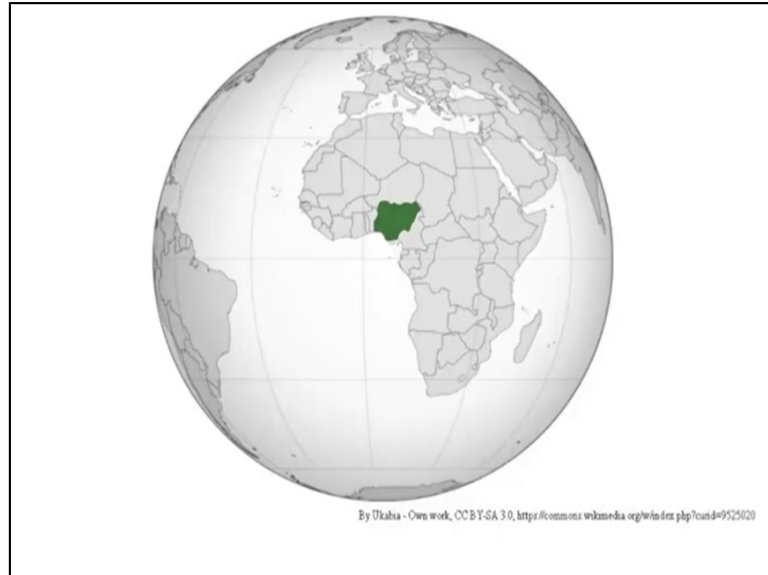 By Ukabia - Own work, CC BY-SA 3.0, https://commons.wikimedia.org/w/index.php?curid=9525020